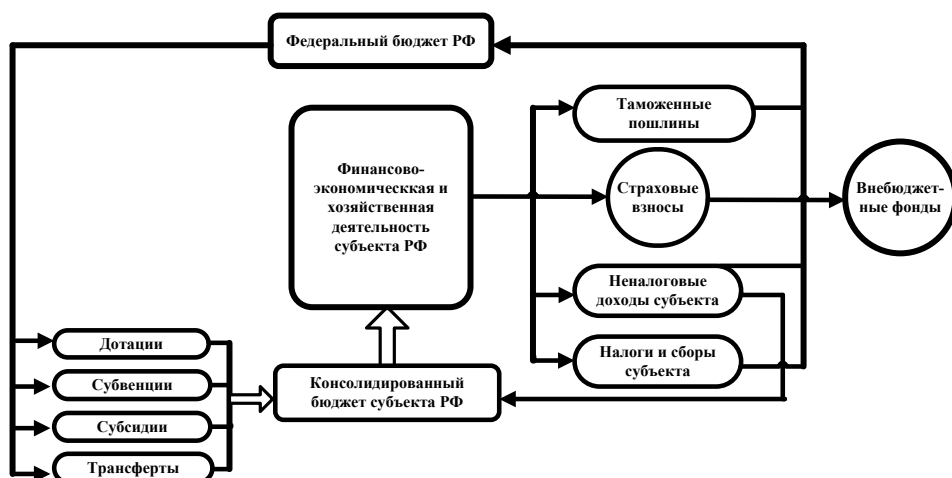 Федеральный бюджет РФ
Таможенные
пошлины
Финансово-
экономическкая и
хозяйственная
деятельность
субъекта РФ
Страховые
взносы
Внебюджет-
ные фонды
Неналоговые
доходы субъекта
Дотации
Налоги и сборы
субъекта
Субвенции
Консолидированный
бюджет субъекта РФ
Субсидии
Трансферты